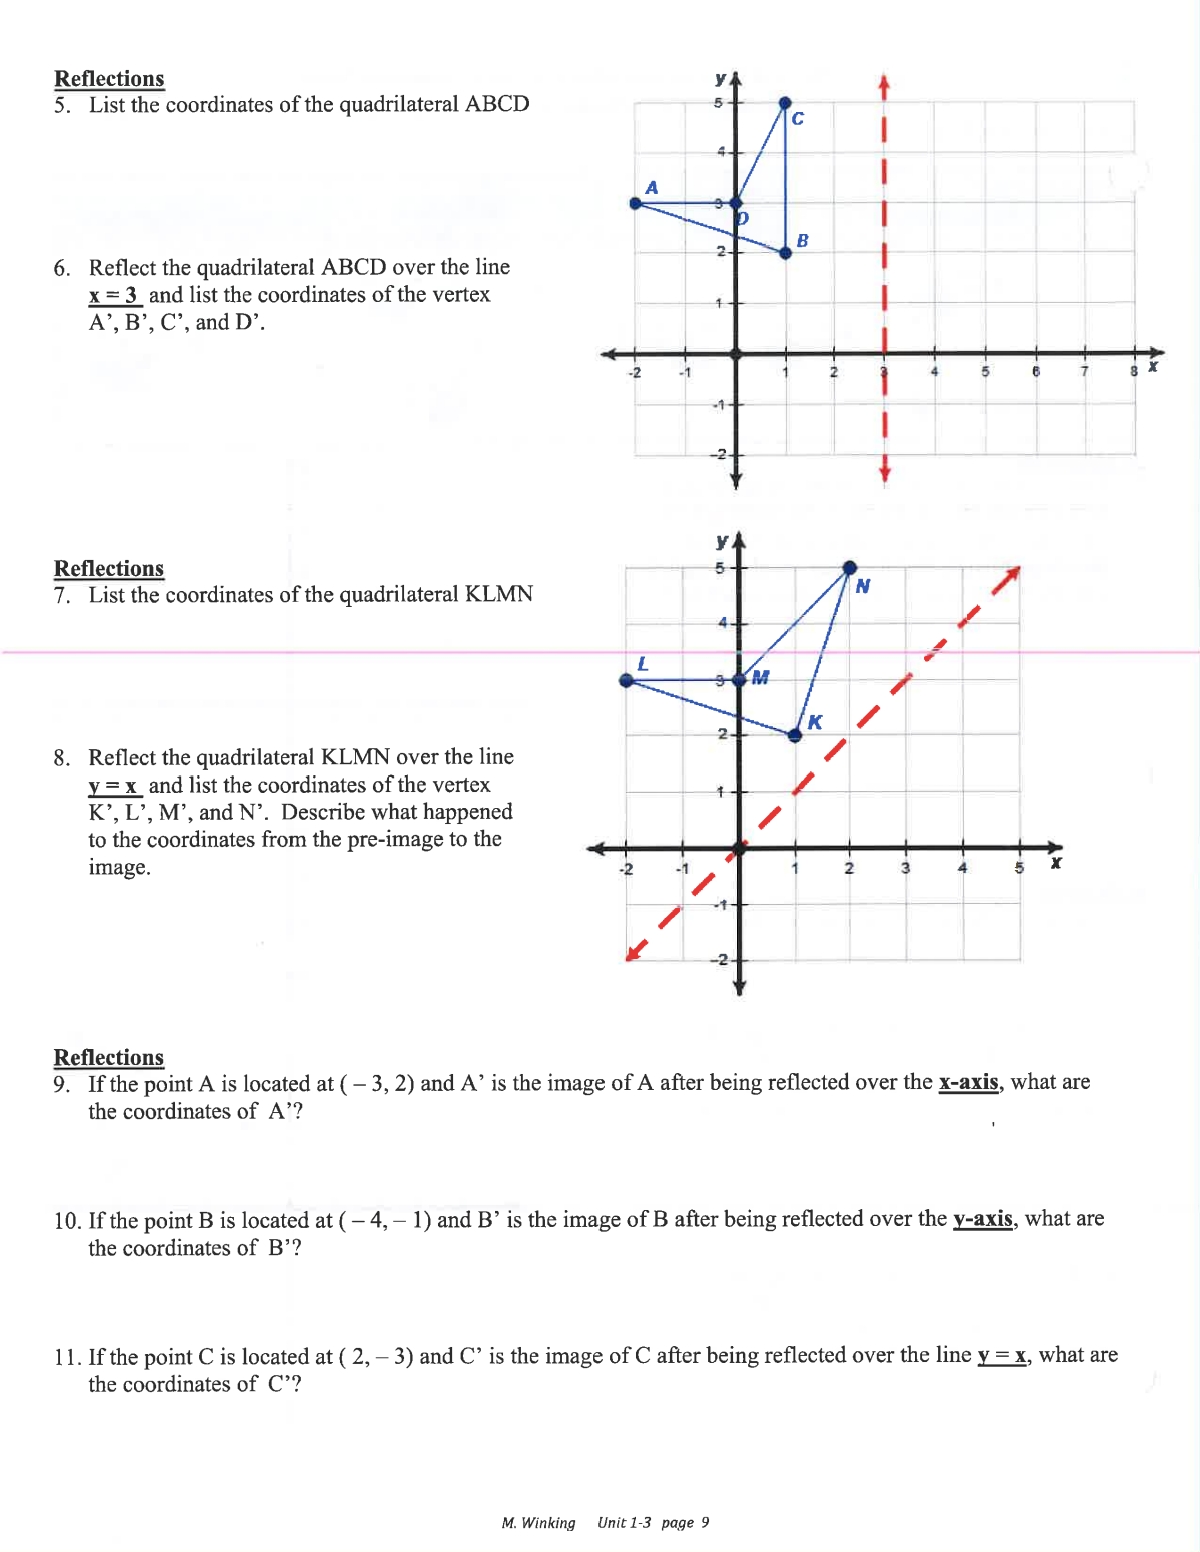 Reflections
5. List the coordinates of the quadrilateral ABCD
6. Reflect the quadrilateral ABCD over the line
x = 3 and list the coordinates of the vertex
A’, B’, C’, and D’.
y
5
C
4
A
3
D
B
2
1
-2 -1 1 2 3 4 5 6 7 8 x
-1
-2
Reflections
7. List the coordinates of the quadrilateral KLMN
8. Reflect the quadrilateral KLMN over the line
y = x and list the coordinates of the vertex
K’, L’, M’, and N’. Describe what happened
to the coordinates from the pre-image to the
image.
y
5
N
4
L
3 M
K
2
1
-2 -1 1 2 3 4 5 x
-1
-2
Reflections
9. If the point A is located at ( – 3, 2) and A’ is the image of A after being reflected over the x-axis, what are
the coordinates of A’?
10. If the point B is located at ( – 4, – 1) and B’ is the image of B after being reflected over the y-axis, what are
the coordinates of B’?
11. If the point C is located at ( 2, – 3) and C’ is the image of C after being reflected over the line y = x, what are
the coordinates of C’?
M. Winking Unit 1-3 page 9